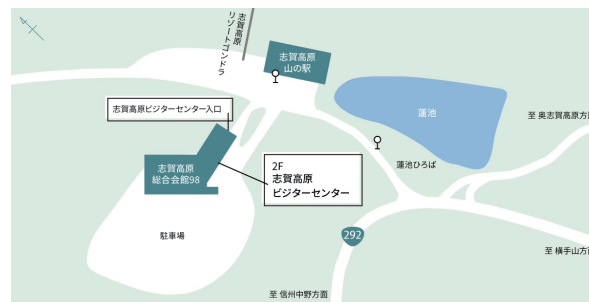 志賀高原
リゾートゴンドラ
志賀高原
山の駅
志賀高原ビジターセンター入口
蓮池
至 奥志賀高原方面
蓮池ひろば
志賀高原
総合会館98
2F
志賀高原
ビジターセンター
駐車場
292
至 横手山方面
至 信州中野方面